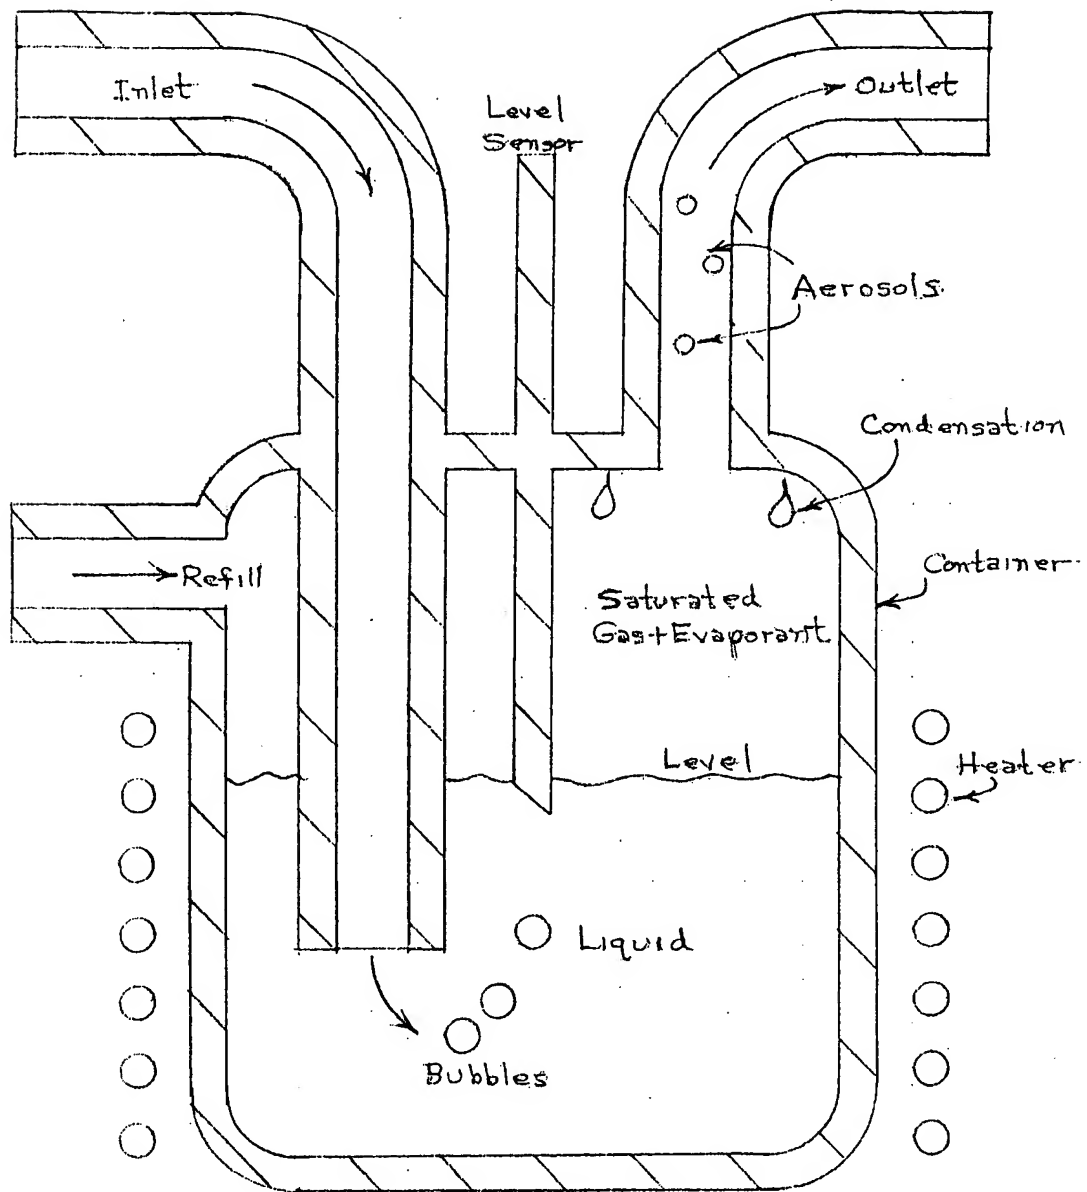 Inlet
Outlet
Level
Sensor
Aerosols
Condensation
Container
Refill
Saturated
Gas+Evaporant
Level
Heater
Liquid
Bubbles